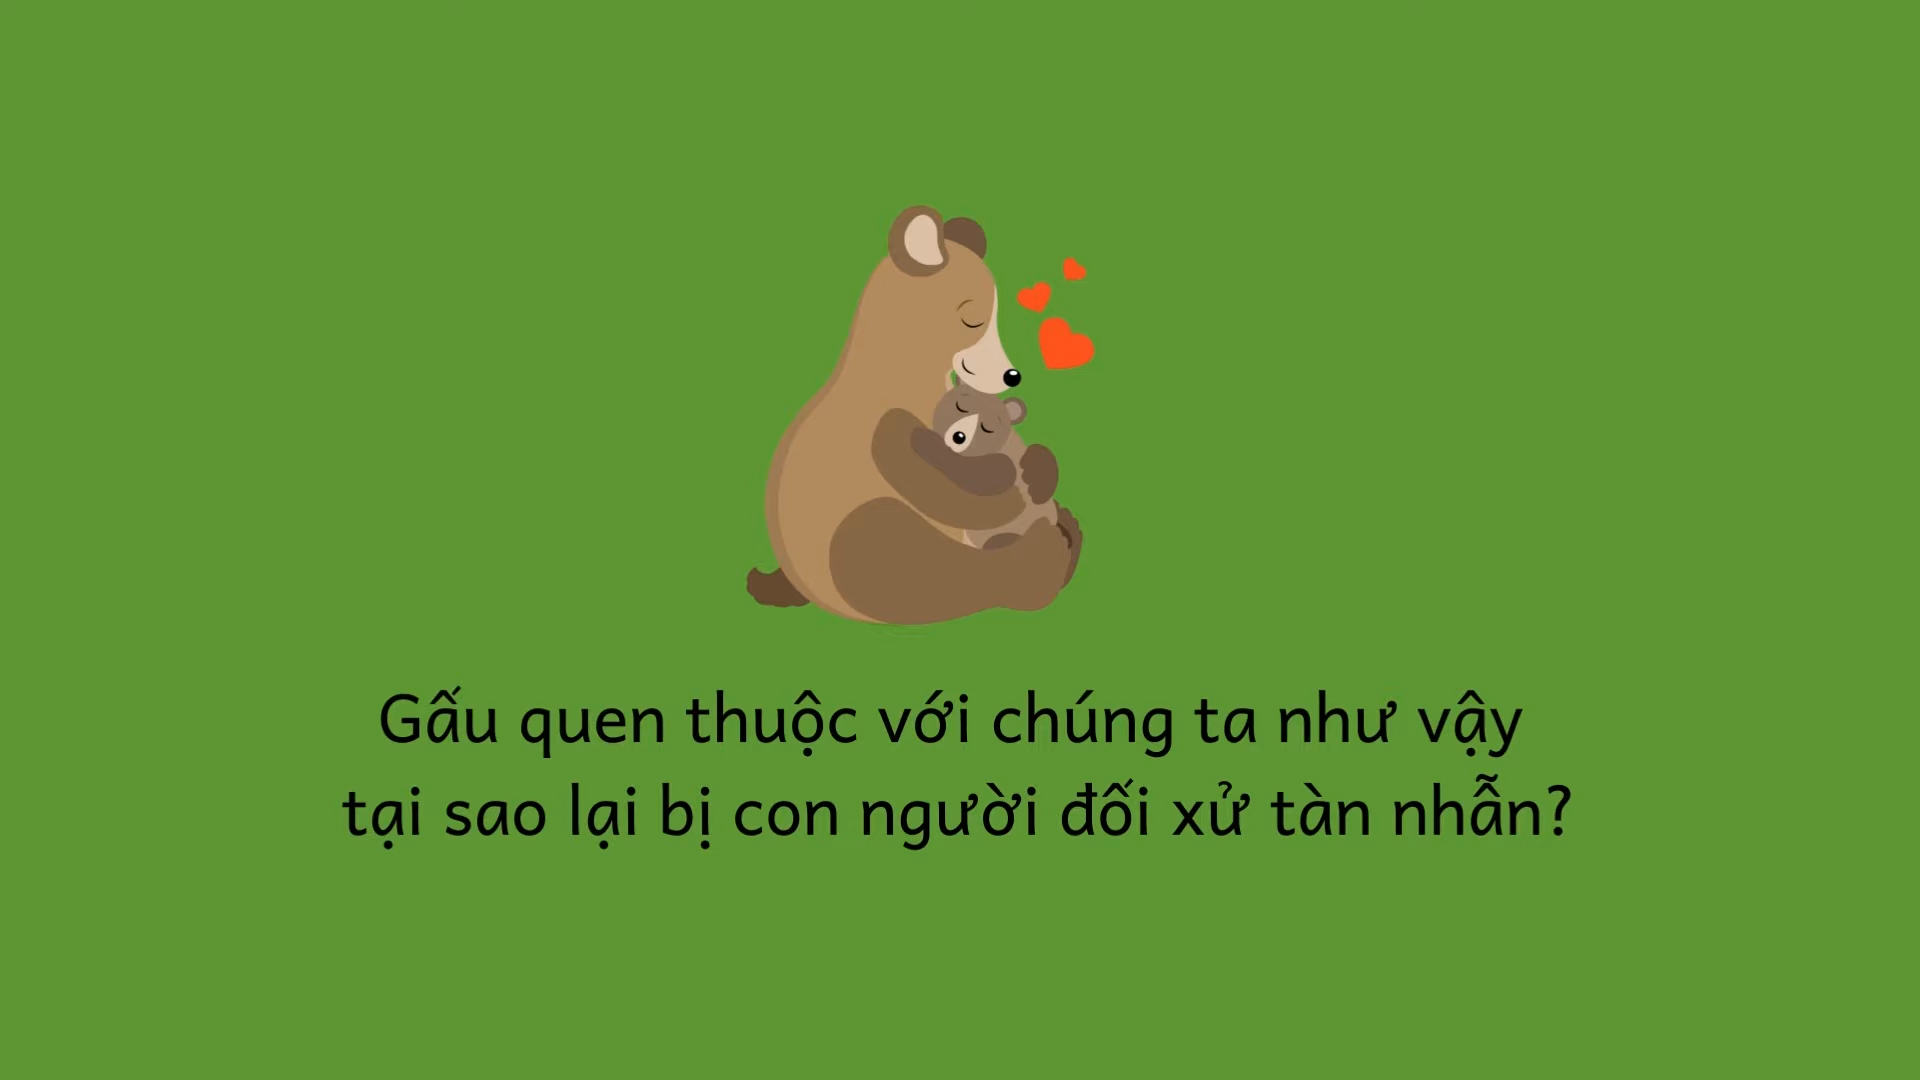 Gấu quen thuộc với chúng ta như vậy
tại sao lại bị con người đối xử tàn nhẫn?